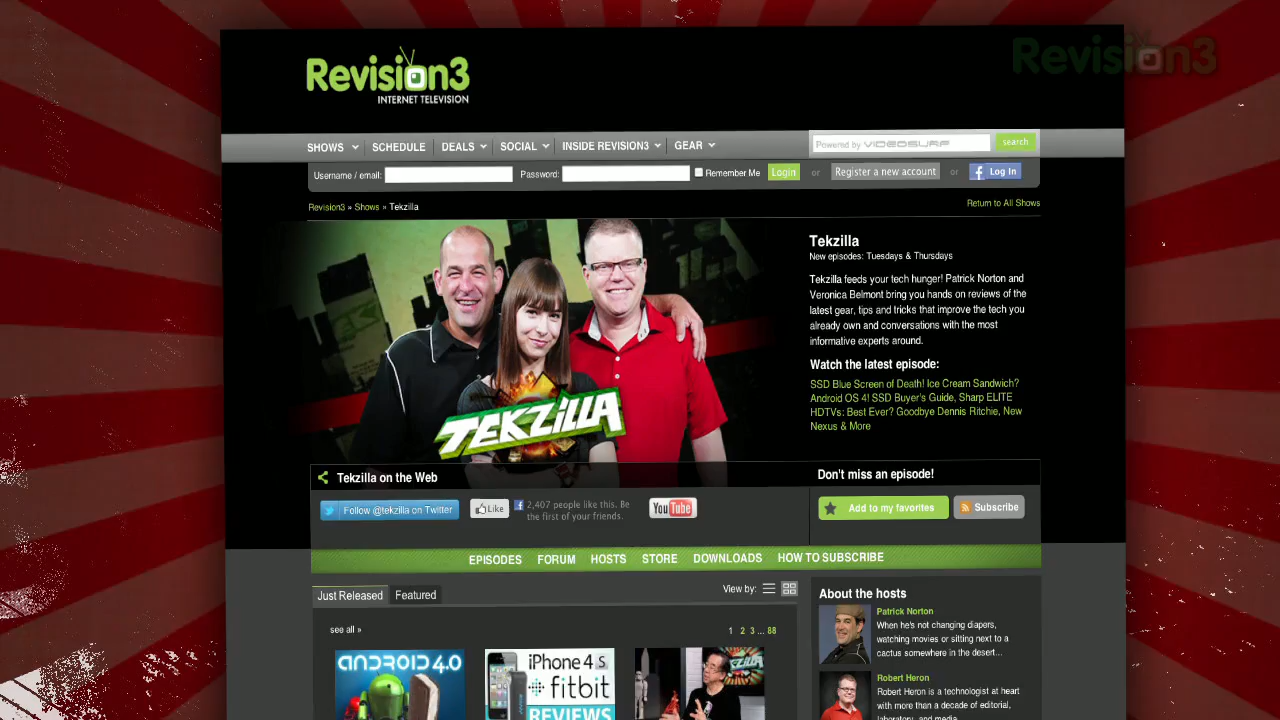 Revision3
INTERNET TELEVISION
Revision3
SHOWS
SCHEDULE
DEALS
SOCIAL
INSIDE REVISION3
GEAR
Powered by VIDEOSURF
search
Username / email:
Password:
Remember Me
Login
or
Register a new account
or
f Log In
Revision3 » Shows » Tekzilla
Return to All Shows
Tekzilla
New episodes: Tuesdays & Thursdays
Tekzilla feeds your tech hunger! Patrick Norton and
Veronica Belmont bring you hands on reviews of the
latest gear, tips and tricks that improve the tech you
already own and conversations with the most
informative experts around.
Watch the latest episode:
SSD Blue Screen of Death! Ice Cream Sandwich?
Android OS 4! SSD Buyer's Guide, Sharp ELITE
HDTVs: Best Ever? Goodbye Dennis Ritchie, New
Nexus & More
TEKZILLA
Tekzilla on the Web
Don't miss an episode!
Follow @tekzilla on Twitter
Like
f 2,407 people like this. Be
the first of your friends.
YouTube
Add to my favorites
Subscribe
EPISODES
FORUM
HOSTS
STORE
DOWNLOADS
HOW TO SUBSCRIBE
Just Released
Featured
View by:
see all »
1 2 3 ... 88
ANDROID 4.0
iPhone 4S
fitbit
REVIEWS
TEKZILLA
About the hosts
Patrick Norton
When he's not changing diapers,
watching movies or sitting next to a
cactus somewhere in the desert...
Robert Heron
Robert Heron is a technologist at heart
with more than a decade of editorial,
laboratory, and media